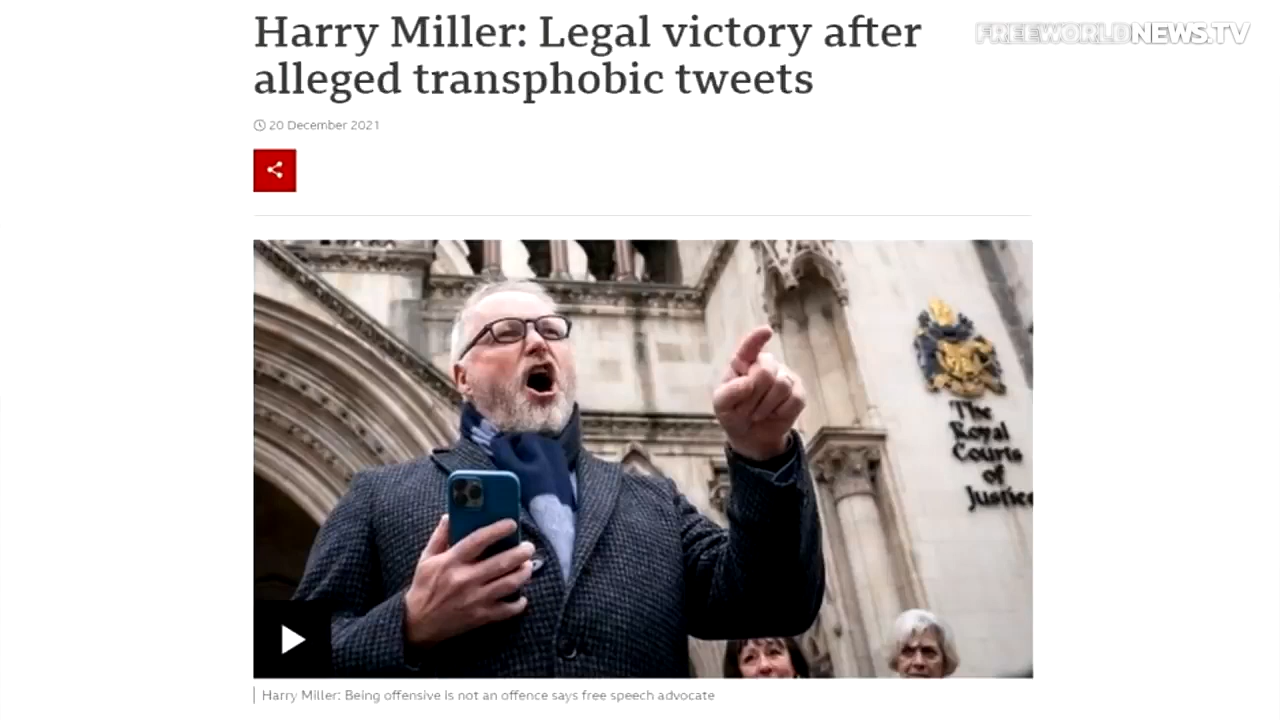 Harry Miller: Legal victory after
FREEWORLDNEWS.TV
alleged transphobic tweets
20 December 2021
The
Royal
Courts
of
Justice
Harry Miller: Being offensive is not an offence says free speech advocate